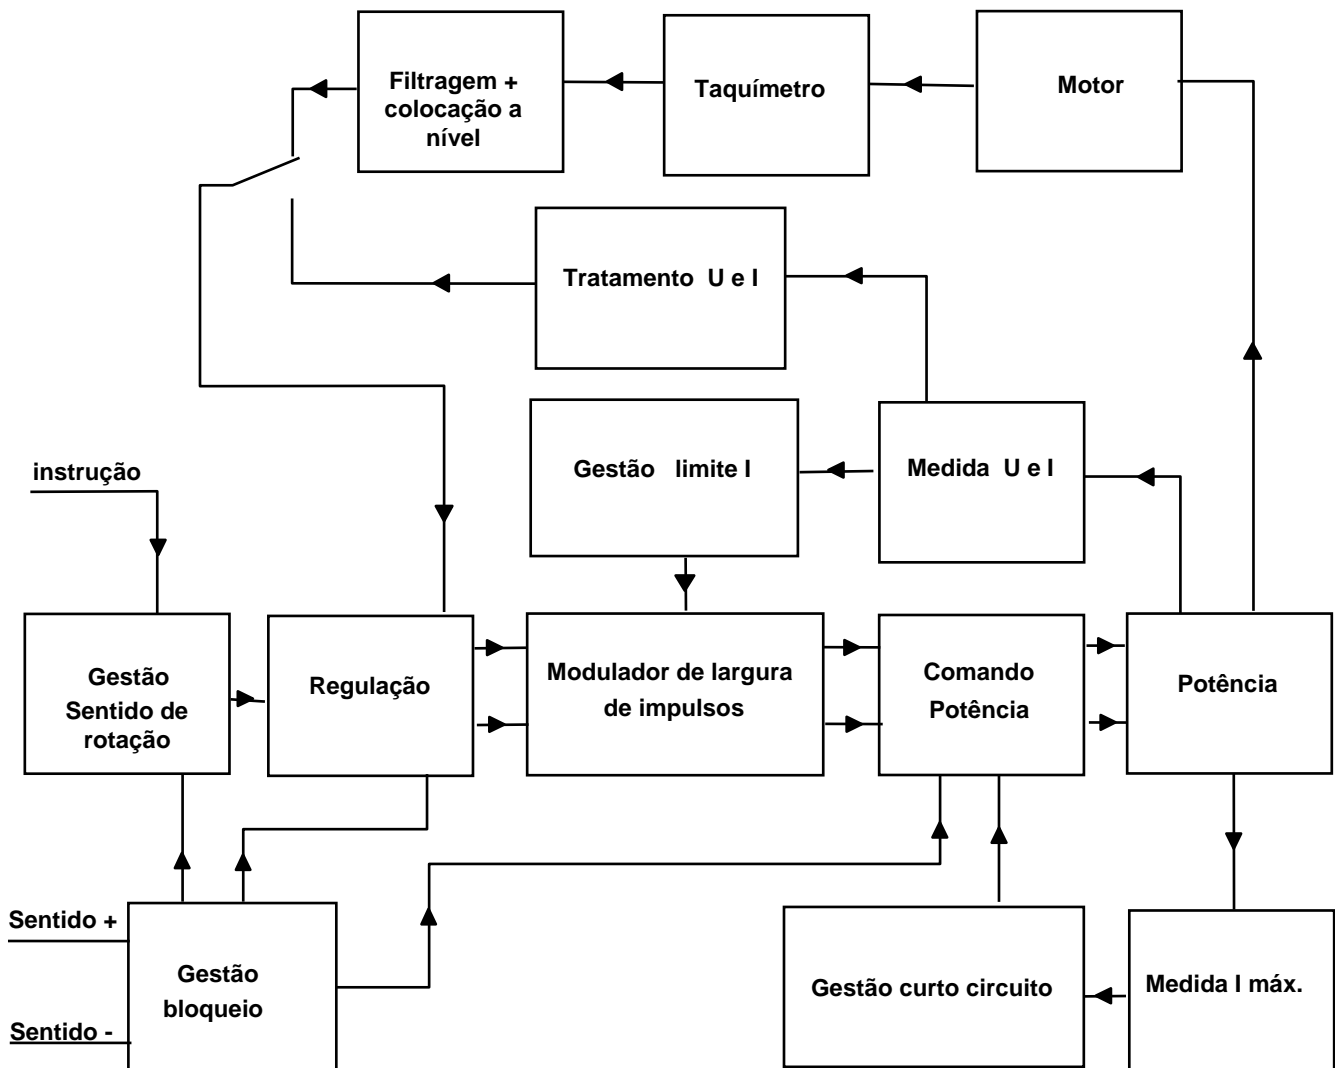 Filtragem +
colocação a
nível
Taquímetro
Motor
Tratamento U e I
Gestão limite I
Medida U e I
instrução
Gestão
Sentido de
rotação
Regulação
Modulador de largura
de impulsos
Comando
Potência
Potência
Sentido +
Sentido -
Gestão
bloqueio
Gestão curto circuito
Medida I máx.